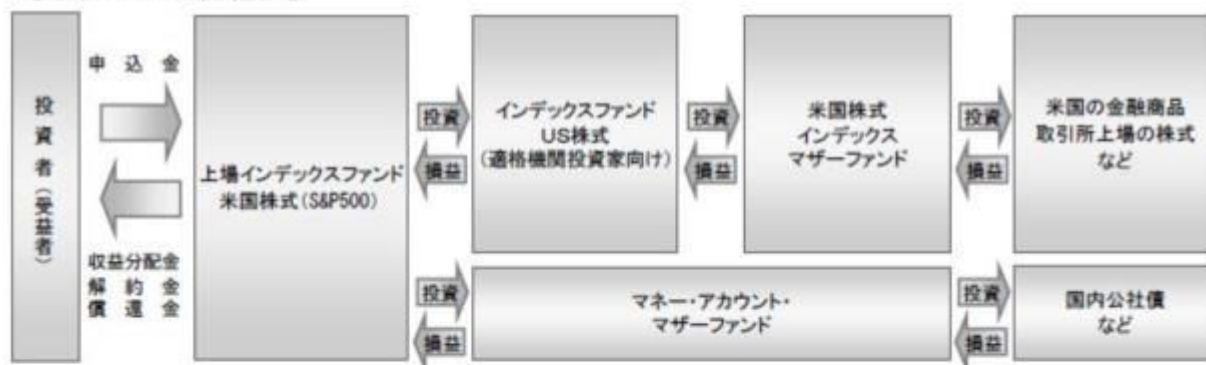 投資者(受益者)
申込金
収益分配金
解約金
償還金
上場インデックスファンド
米国株式(S&P500)
投資
損益
インデックスファンド
US株式
(適格機関投資家向け)
投資
損益
米国株式
インデックス
マザーファンド
投資
損益
米国の金融商品
取引所上場の株式
など
投資
損益
マネー・アカウント・
マザーファンド
投資
損益
国内公社債
など